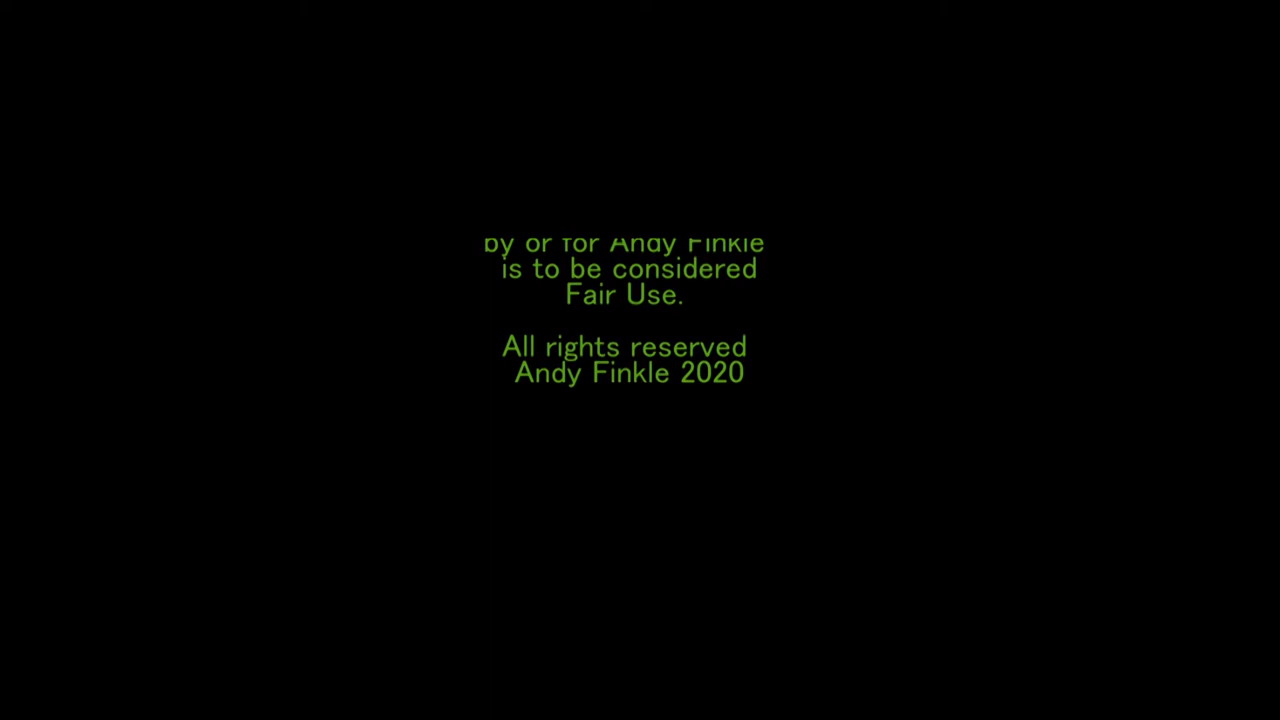 by or for Andy Finkle
is to be considered
Fair Use.
All rights reserved
Andy Finkle 2020